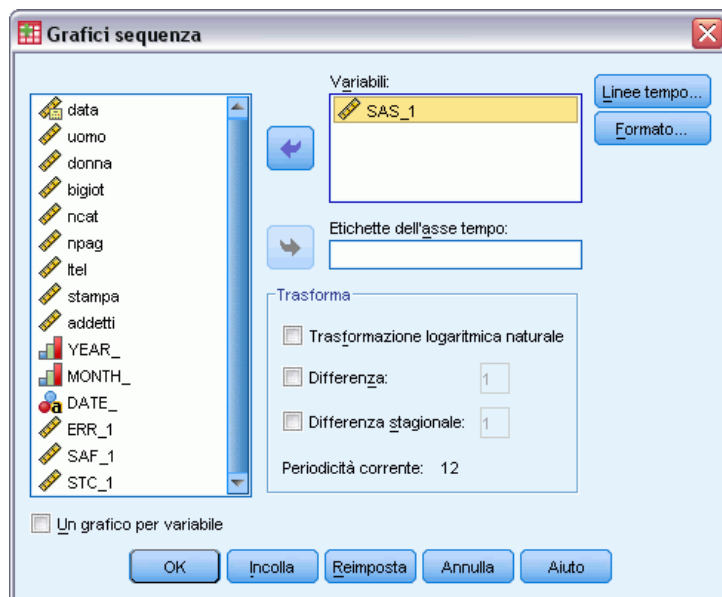 Grafici sequenza
data
uomo
donna
bigiot
ncat
npag
ltel
stampa
addetti
YEAR_
MONTH_
DATE_
ERR_1
SAF_1
STC_1
Un grafico per variabile
Variabili:
SAS_1
Etichette dell'asse tempo:
Trasforma
Trasformazione logaritmica naturale
Differenza: 1
Differenza stagionale: 1
Periodicità corrente: 12
Linee tempo...
Formato...
OK Incolla Reimposta Annulla Aiuto